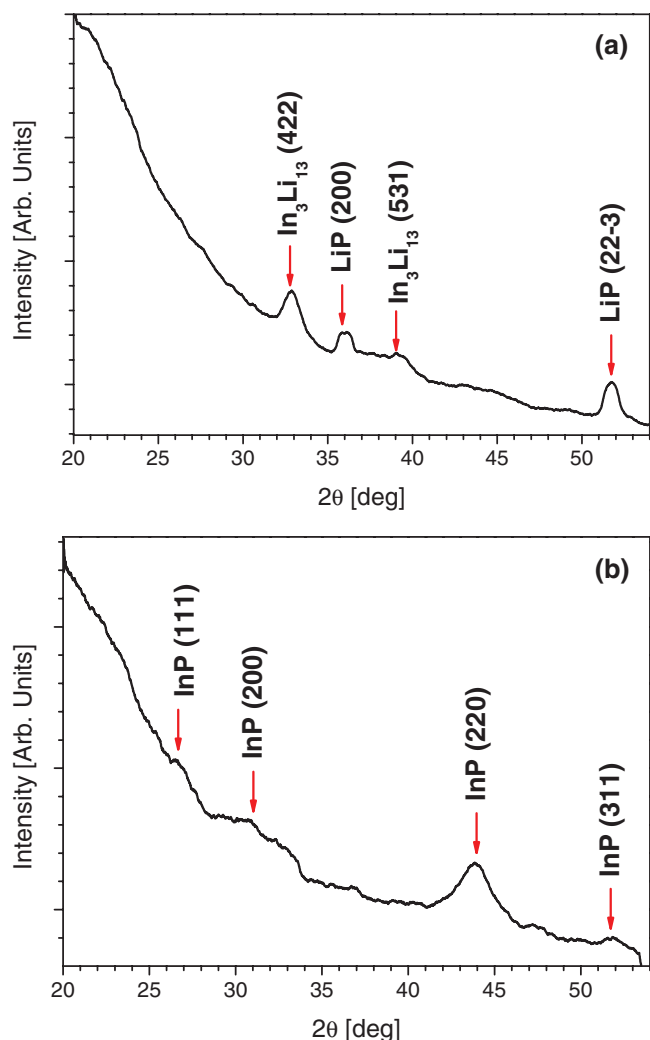 (a)
Intensity [Arb. Units]
In₃Li₁₃ (422)
LiP (200)
In₃Li₁₃ (531)
LiP (22-3)
20 25 30 35 40 45 50
2θ [deg]
(b)
Intensity [Arb. Units]
InP (111)
InP (200)
InP (220)
InP (311)
20 25 31 35 40 45 50
2θ [deg]